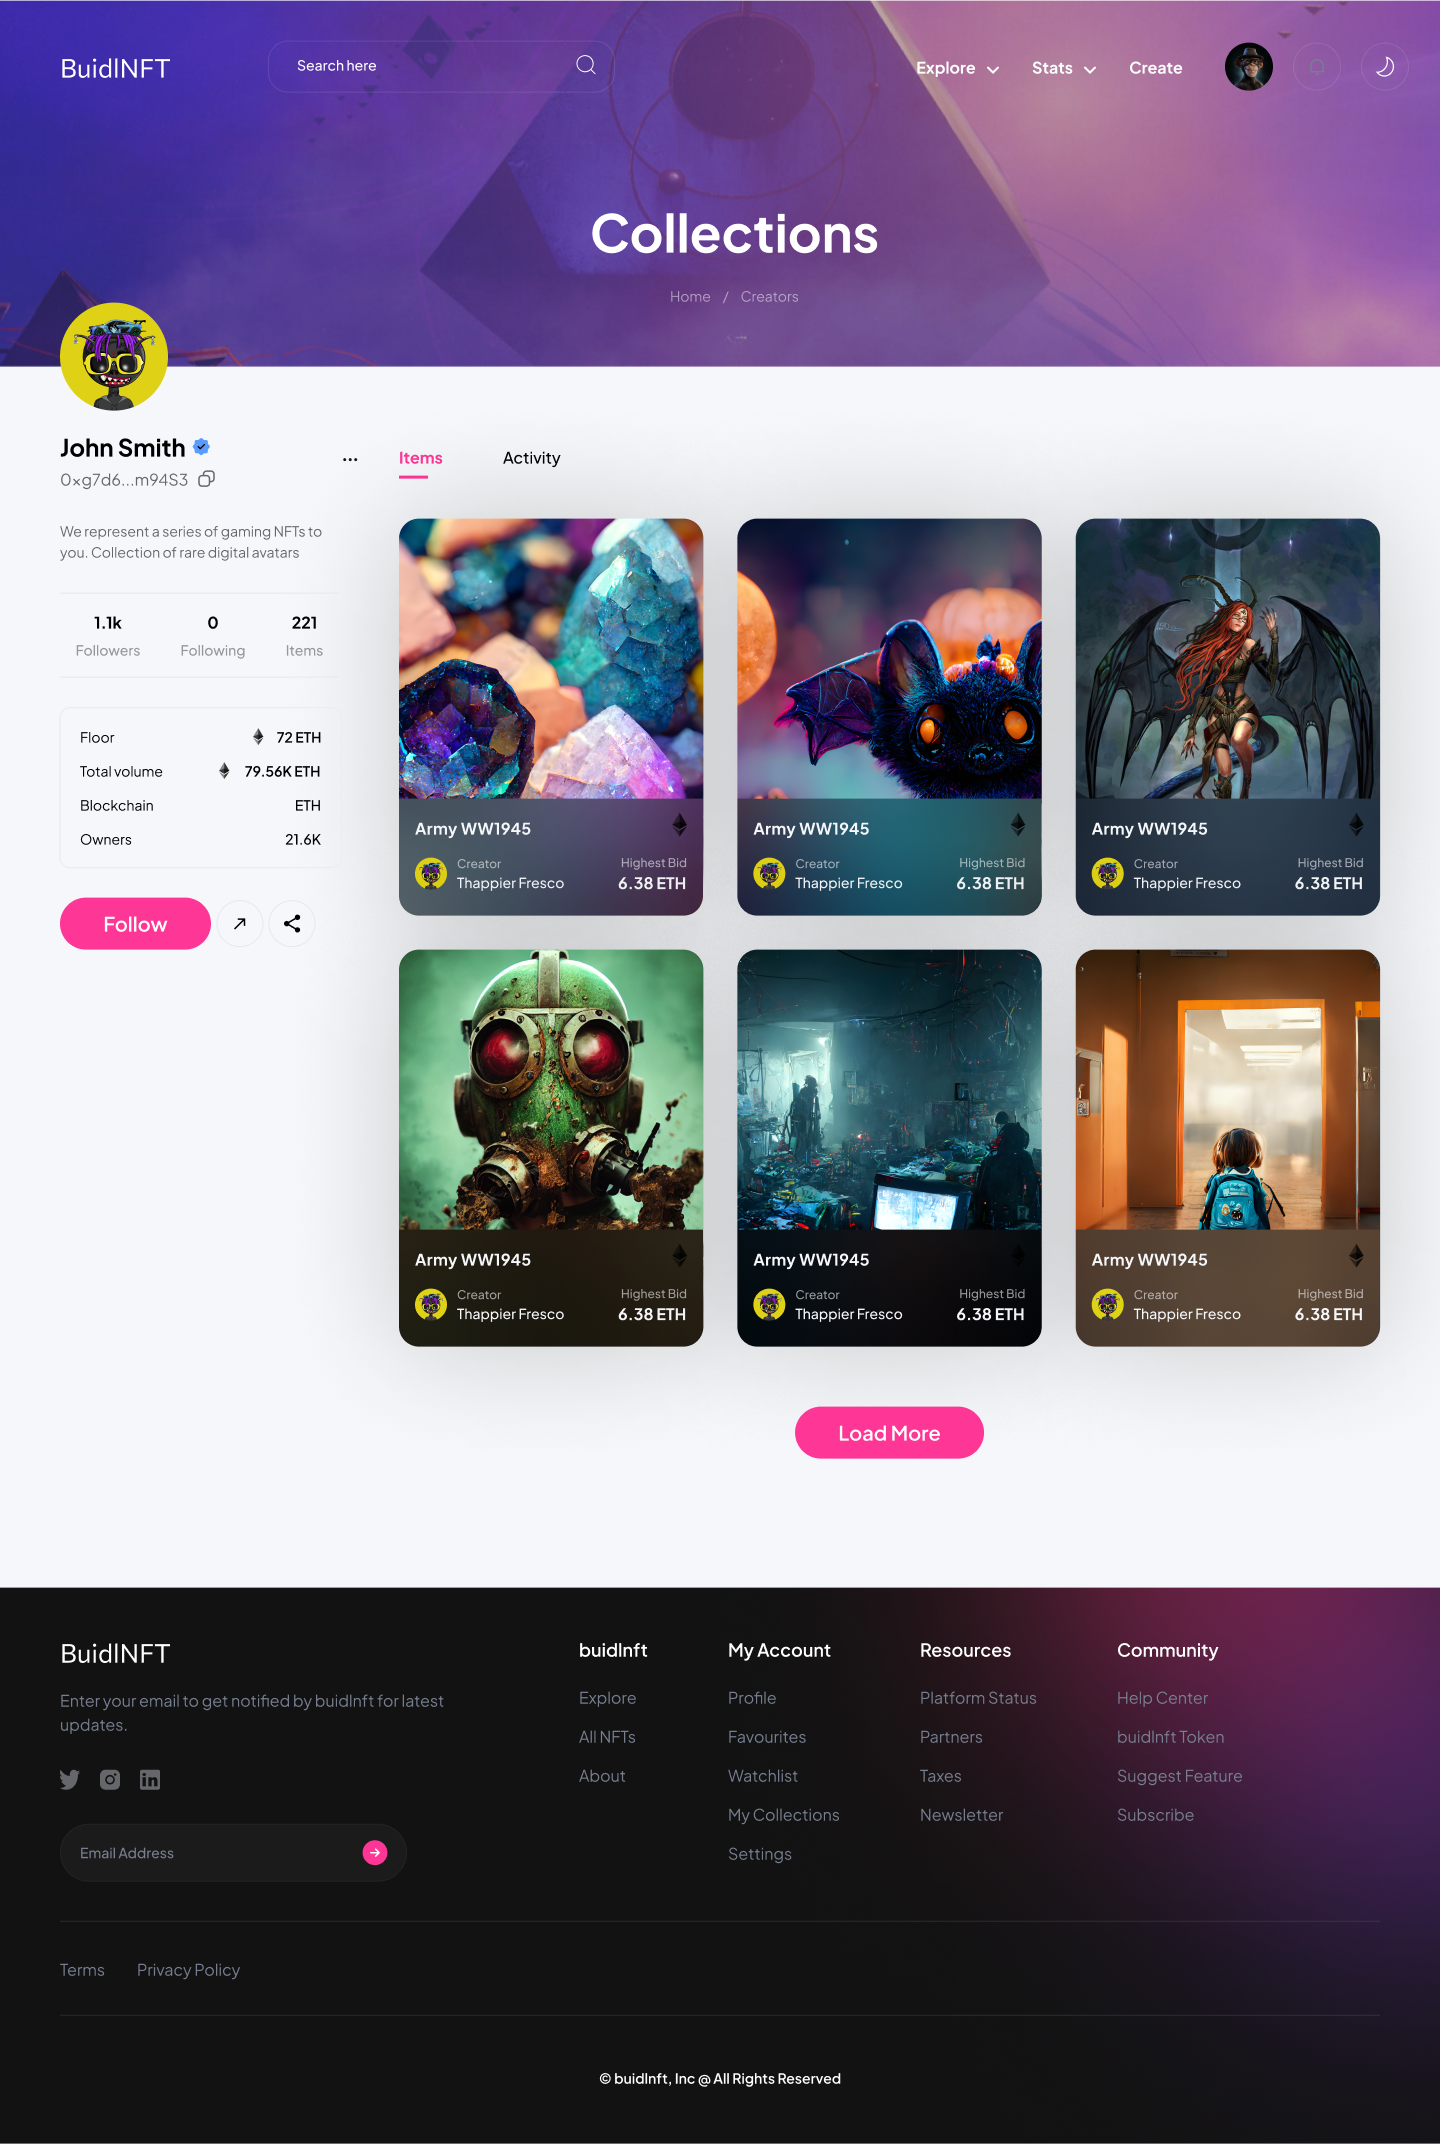 BuidlNFT
Search here
Explore
Stats
Create
Collections
Home / Creators
John Smith
0xg7d6...m94S3
We represent a series of gaming NFTs to
you. Collection of rare digital avatars
1.1k 0 221
Followers Following Items
Floor 72 ETH
Total volume 79.56K ETH
Blockchain ETH
Owners 21.6K
Follow
Items Activity
Army WW1945
Creator
Thappier Fresco
Highest Bid
6.38 ETH
Army WW1945
Creator
Thappier Fresco
Highest Bid
6.38 ETH
Army WW1945
Creator
Thappier Fresco
Highest Bid
6.38 ETH
Army WW1945
Creator
Thappier Fresco
Highest Bid
6.38 ETH
Army WW1945
Creator
Thappier Fresco
Highest Bid
6.38 ETH
Army WW1945
Creator
Thappier Fresco
Highest Bid
6.38 ETH
Load More
BuidlNFT
Enter your email to get notified by buidlnft for latest
updates.
Email Address
buidlnft
Explore
All NFTs
About
My Account
Profile
Favourites
Watchlist
My Collections
Settings
Resources
Platform Status
Partners
Taxes
Newsletter
Community
Help Center
buidlnft Token
Suggest Feature
Subscribe
Terms Privacy Policy
© buidlnft, Inc @ All Rights Reserved